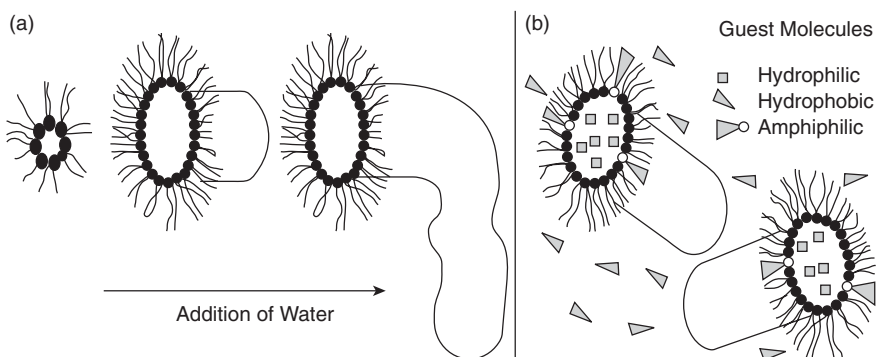 (a)
Addition of Water
(b)
Guest Molecules
Hydrophilic
Hydrophobic
Amphiphilic